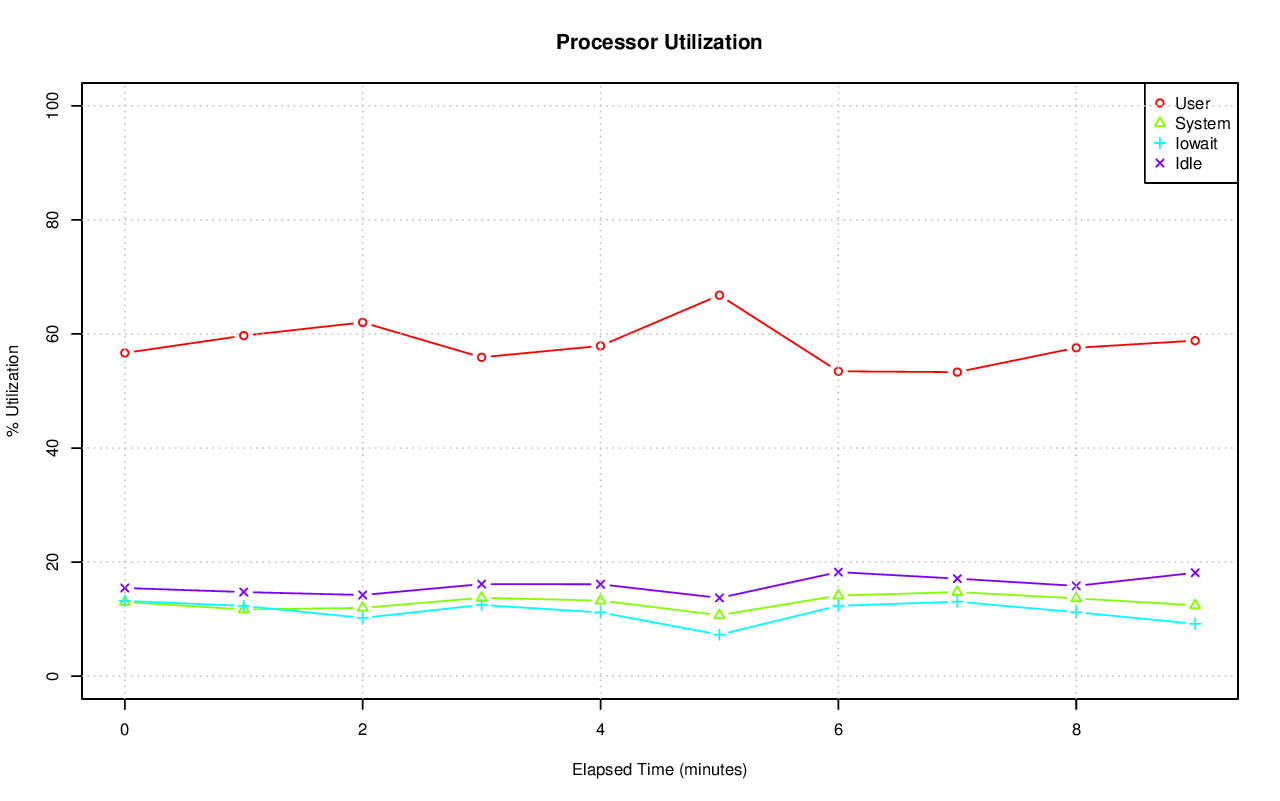 Processor Utilization
User
System
Iowait
Idle
% Utilization
100
80
60
40
20
0
0 2 4 6 8
Elapsed Time (minutes)